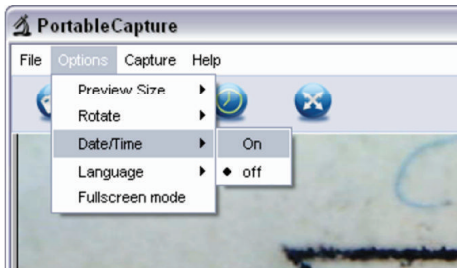 PortableCapture
File Options Capture Help
Preview Size
Rotate
Date/Time On
Language off
Fullscreen mode